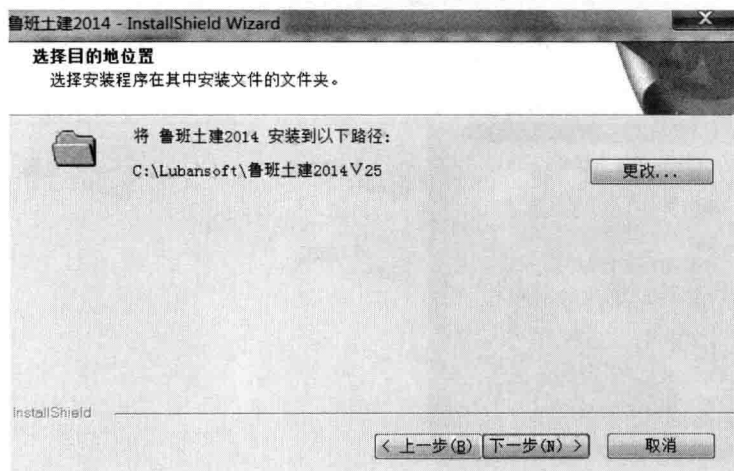 鲁班土建2014 - InstallShield Wizard
选择目的地位置
选择安装程序在其中安装文件的文件夹。
将 鲁班土建2014 安装到以下路径:
C:\Lubansoft\鲁班土建2014V25
更改...
InstallShield
< 上一步(B) 下一步(N) > 取消